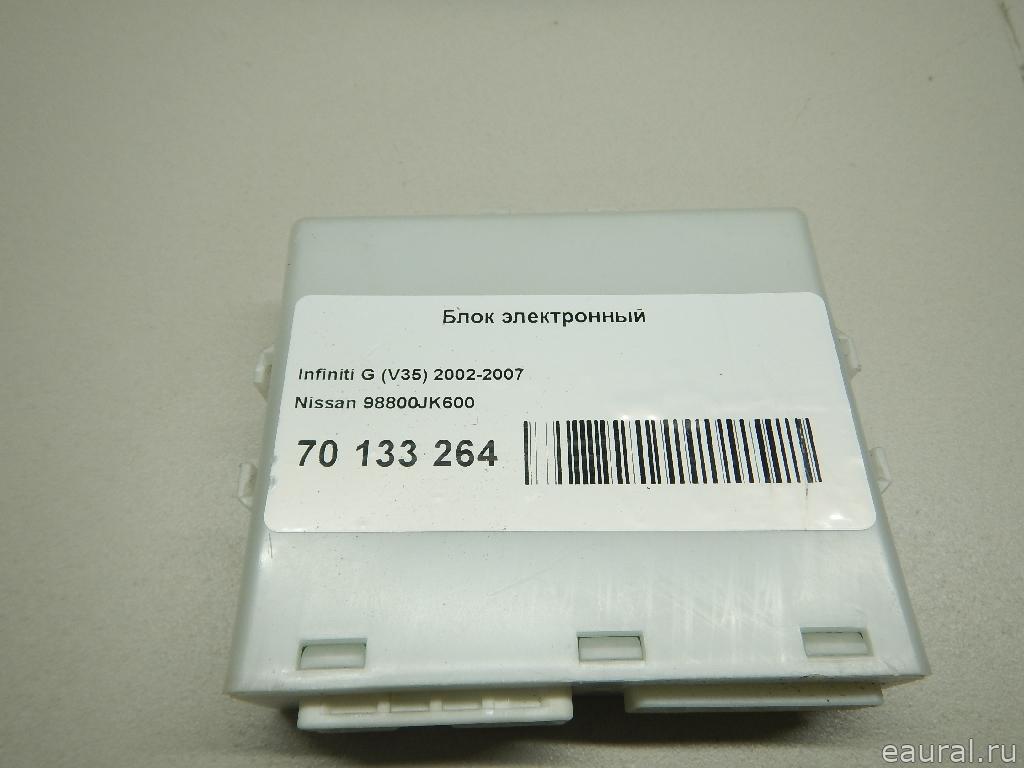 Блок электронный
Infiniti G (V35) 2002-2007
Nissan 98800JK600
70 133 264
eaural.ru